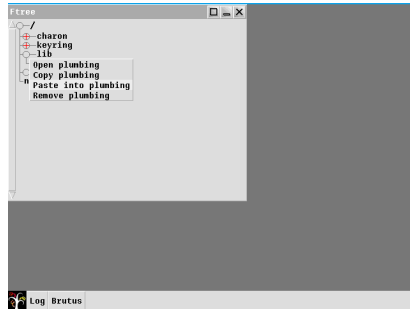 Ftree
/
charon
keyring
lib
Open plumbing
Copy plumbing
Paste into plumbing
n
Remove plumbing
Log Brutus